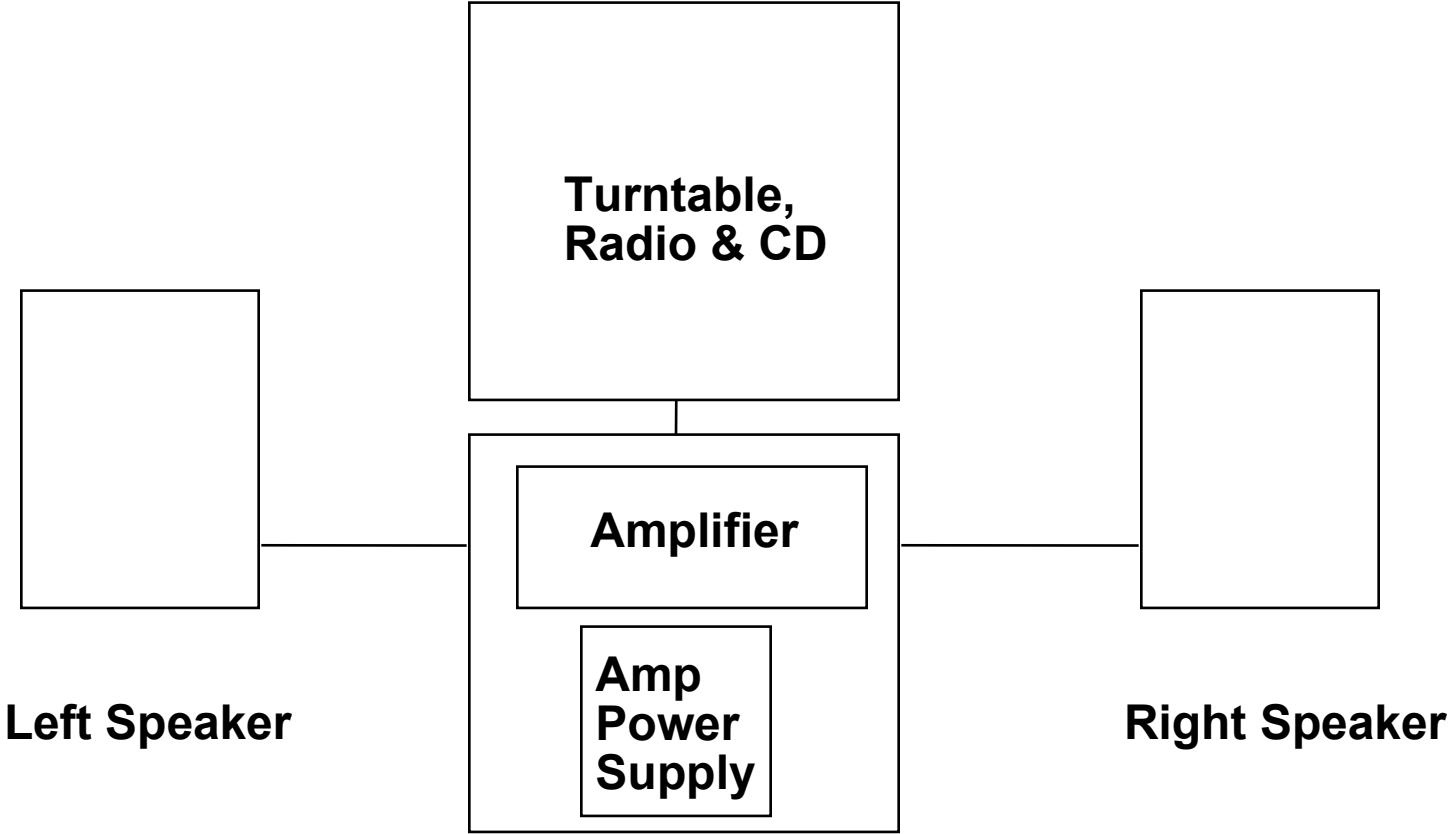 Turntable,
Radio & CD
Amplifier
Amp
Power
Supply
Left Speaker
Right Speaker